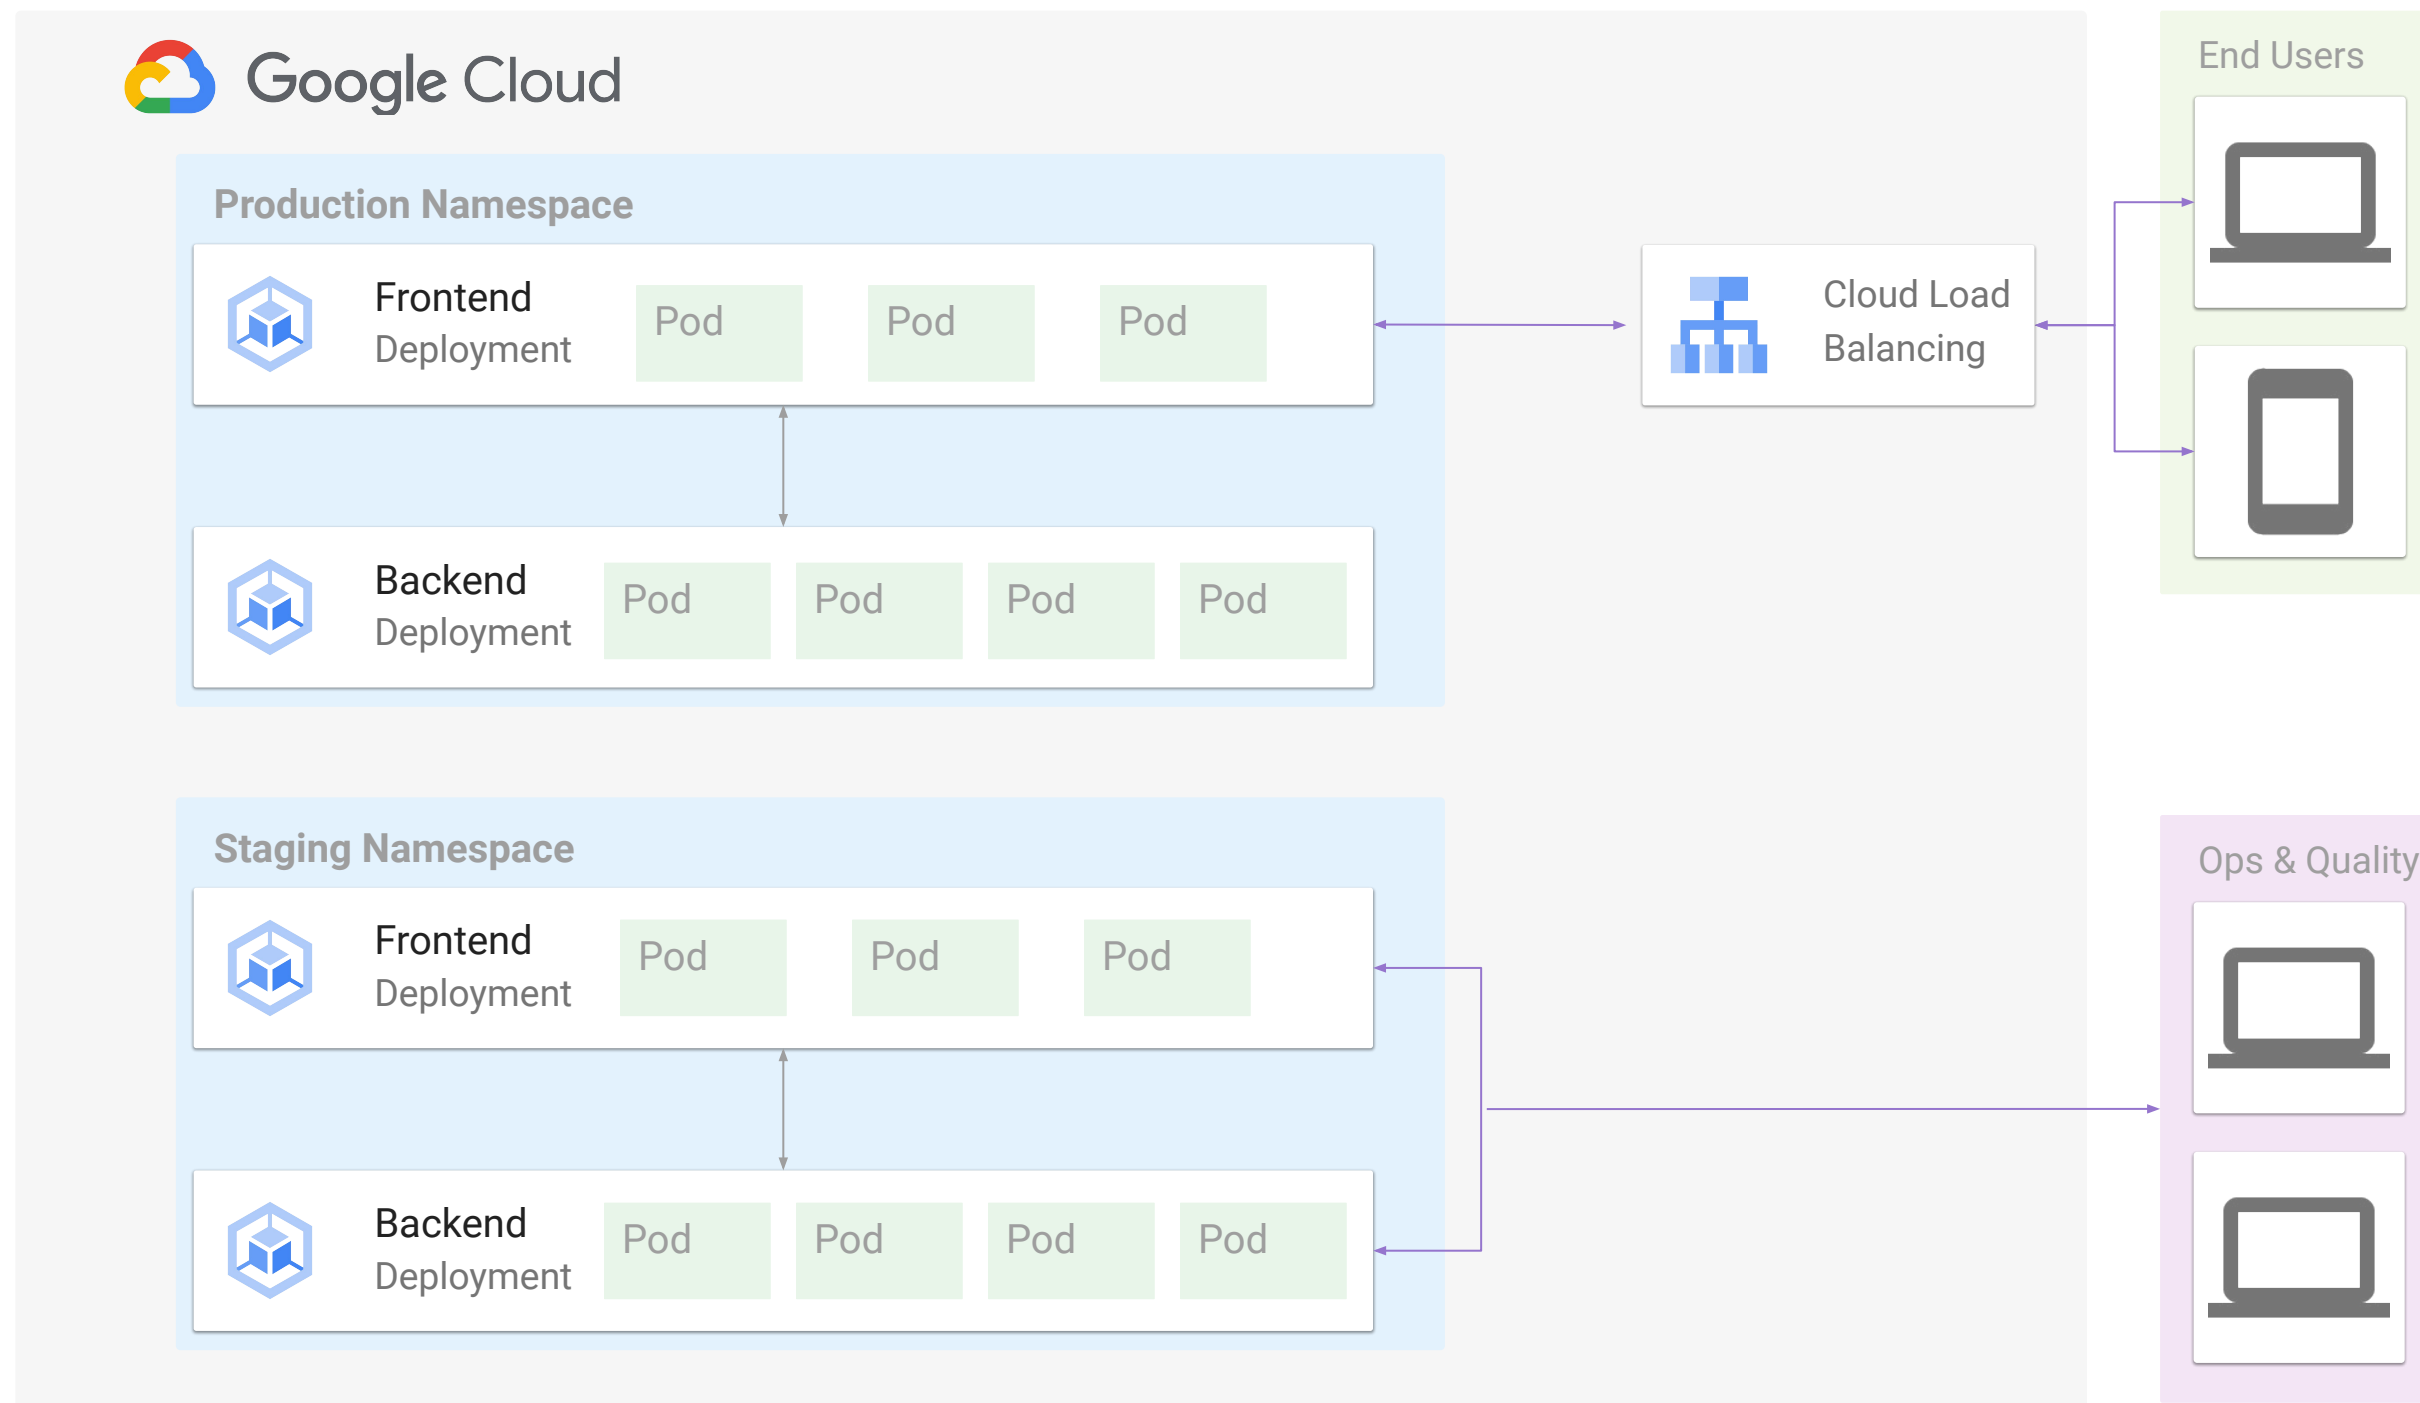 Google Cloud
End Users
Production Namespace
Frontend
Deployment
Pod
Pod
Pod
Cloud Load
Balancing
Backend
Deployment
Pod
Pod
Pod
Pod
Staging Namespace
Ops & Quality
Frontend
Deployment
Pod
Pod
Pod
Backend
Deployment
Pod
Pod
Pod
Pod